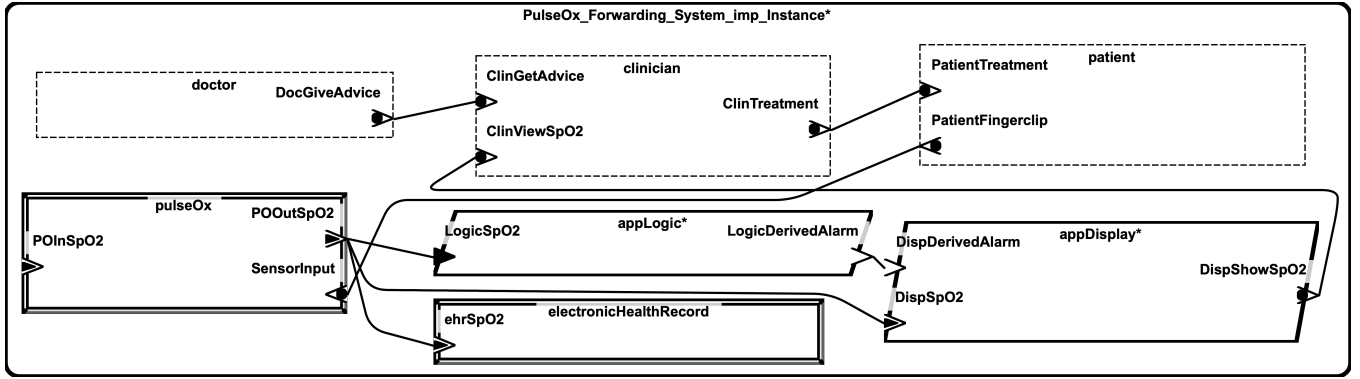 PulseOx_Forwarding_System_imp_Instance*
doctor
DocGiveAdvice
clinician
ClinGetAdvice
ClinTreatment
ClinViewSpO2
patient
PatientTreatment
PatientFingerclip
pulseOx
POOutSpO2
POInSpO2
SensorInput
appLogic*
LogicSpO2
LogicDerivedAlarm
appDisplay*
DispDerivedAlarm
DispShowSpO2
DispSpO2
electronicHealthRecord
ehrSpO2